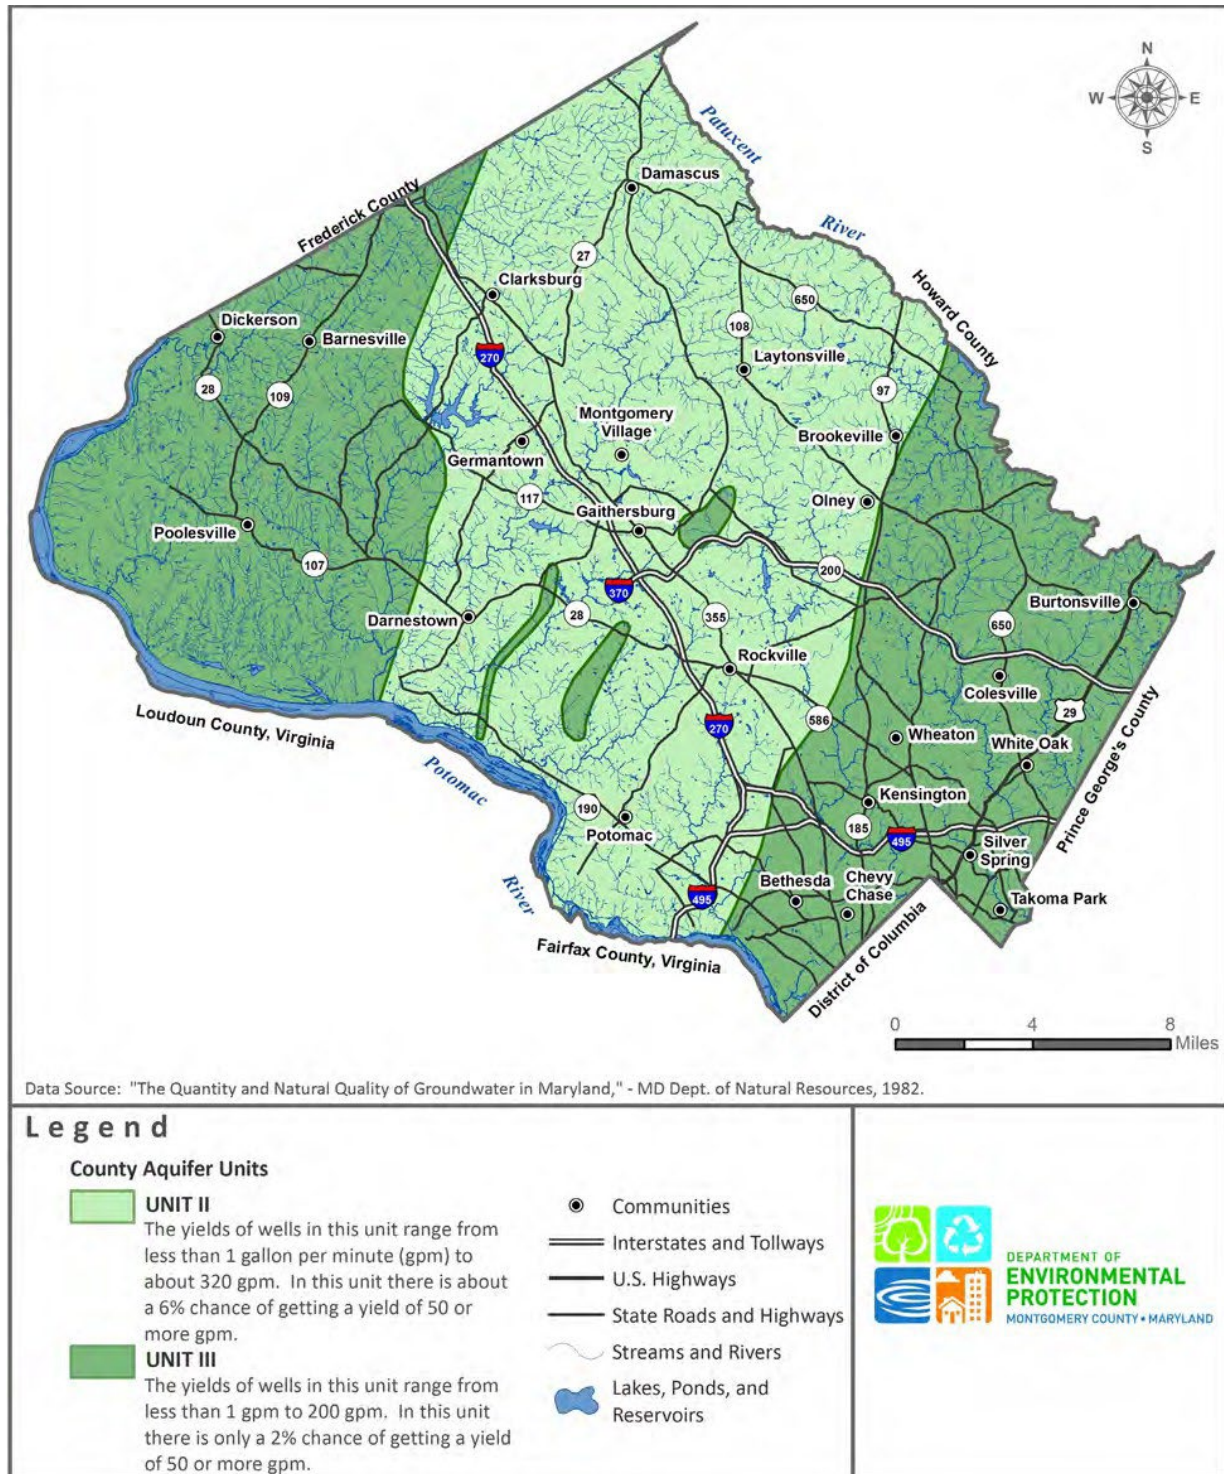 N
W
E
S
Patuxent
River
Damascus
Frederick County
27
Clarksburg
Howard County
650
108
Dickerson
Barnesville
270
Laytonsville
28
109
97
Montgomery
Village
Brookeville
Germantown
117
Olney
Gaithersburg
Poolesville
107
200
370
Burtonsville
28
355
650
Darnestown
Rockville
Colesville
Loudoun County, Virginia
270
586
29
Wheaton
White Oak
Prince George's County
Potomac
190
Kensington
Potomac
185
495
Silver
Spring
River
495
Bethesda
Chevy
Chase
Takoma Park
Fairfax County, Virginia
District of Columbia
0
4
8
Miles
Data Source: "The Quantity and Natural Quality of Groundwater in Maryland," - MD Dept. of Natural Resources, 1982.
Legend
County Aquifer Units
UNIT II
The yields of wells in this unit range from
less than 1 gallon per minute (gpm) to
about 320 gpm. In this unit there is about
a 6% chance of getting a yield of 50 or
more gpm.
UNIT III
The yields of wells in this unit range from
less than 1 gpm to 200 gpm. In this unit
there is only a 2% chance of getting a yield
of 50 or more gpm.
Communities
Interstates and Tollways
U.S. Highways
State Roads and Highways
Streams and Rivers
Lakes, Ponds, and
Reservoirs
DEPARTMENT OF
ENVIRONMENTAL
PROTECTION
MONTGOMERY COUNTY • MARYLAND